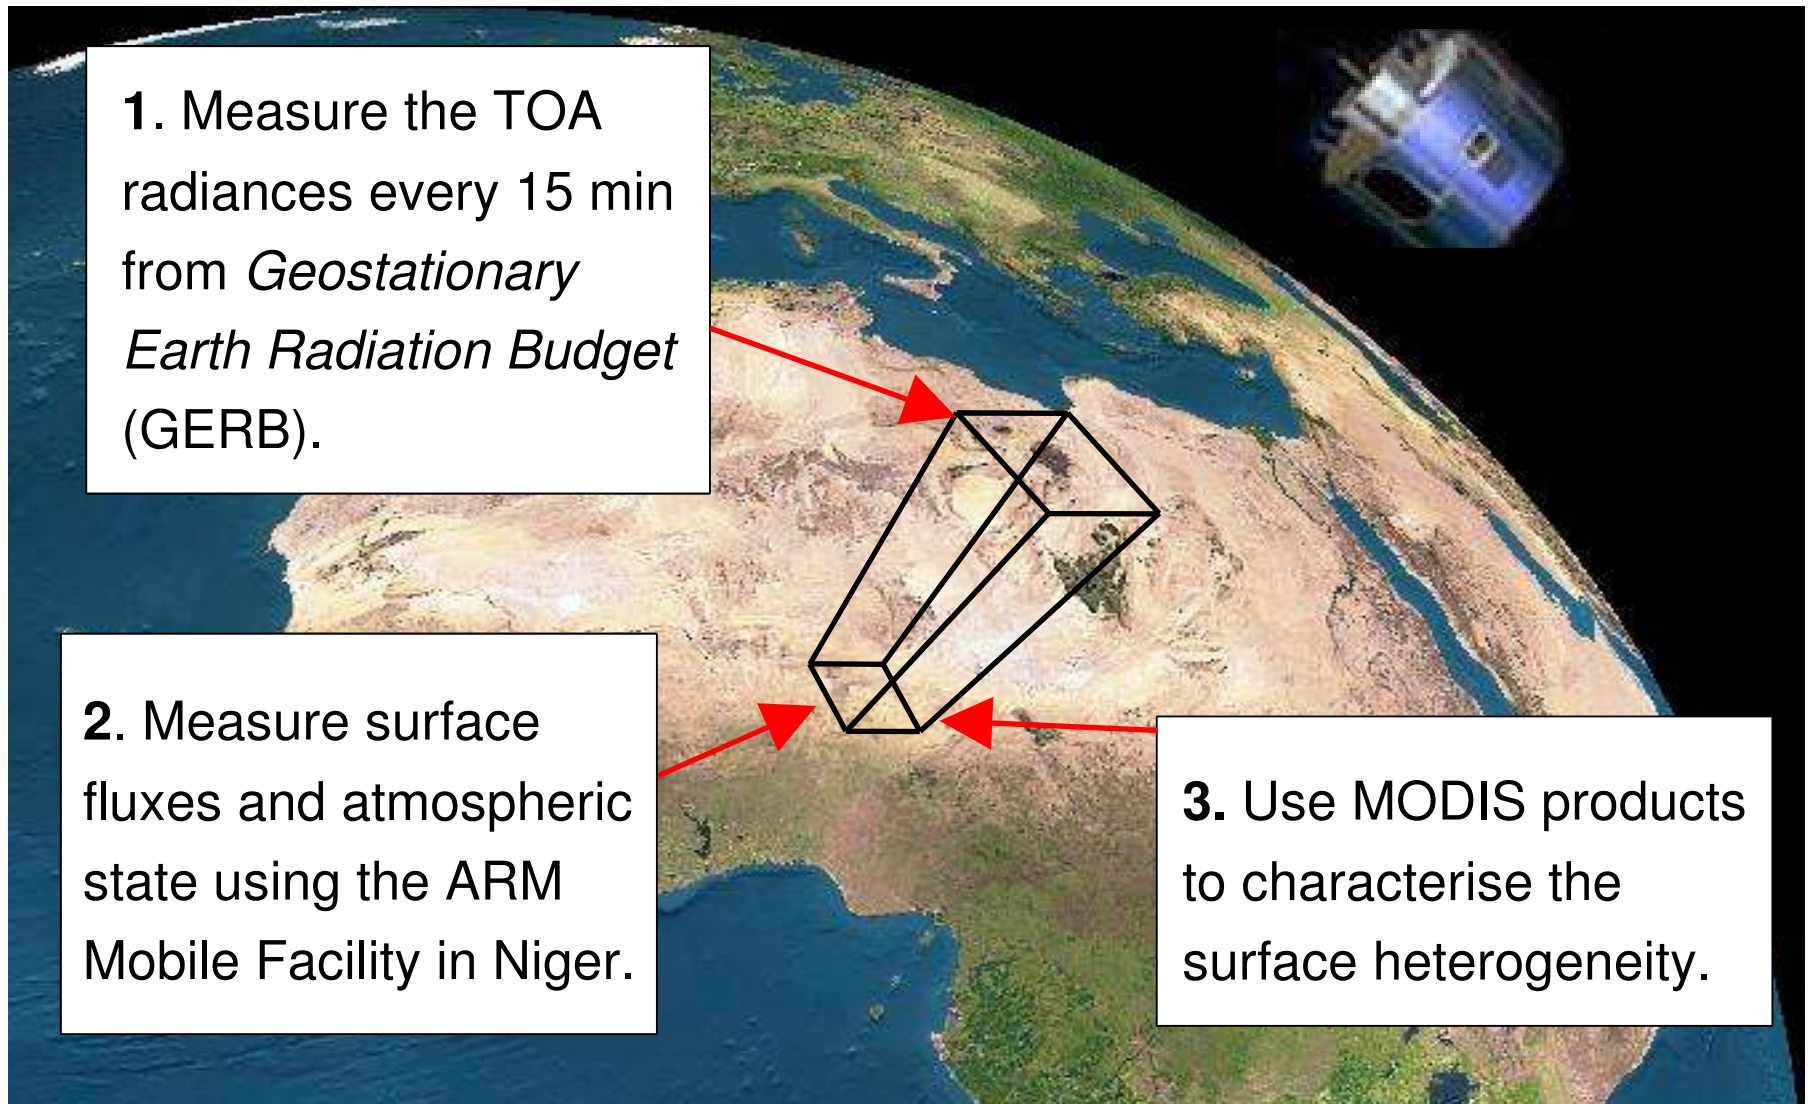 1. Measure the TOA
radiances every 15 min
from Geostationary
Earth Radiation Budget
(GERB).
2. Measure surface
fluxes and atmospheric
state using the ARM
Mobile Facility in Niger.
3. Use MODIS products
to characterise the
surface heterogeneity.